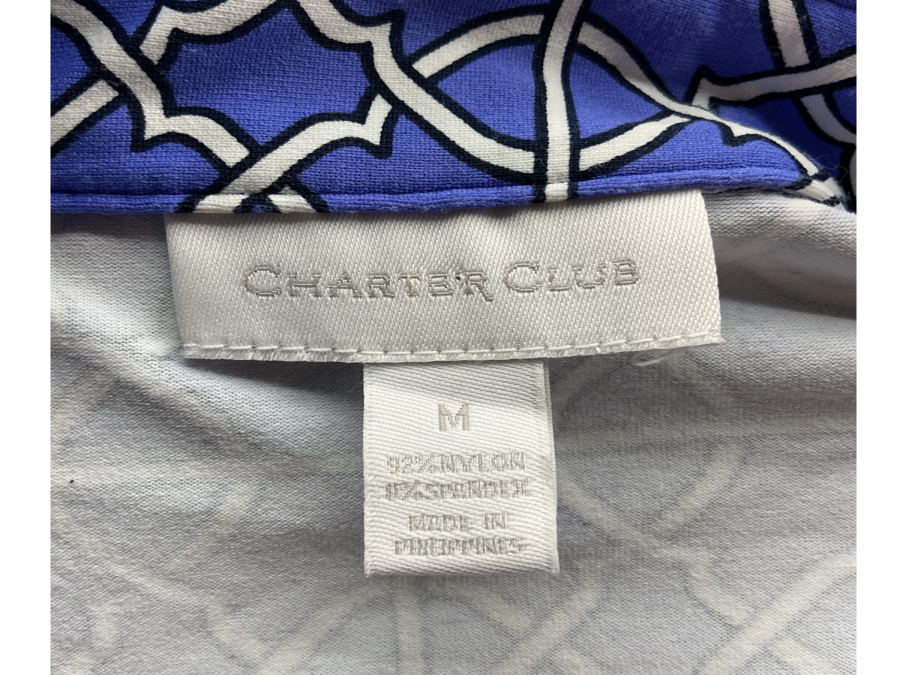 CHARTER CLUB
M
92% NYLON
8% SPANDEX
MADE IN
PHILIPPINES